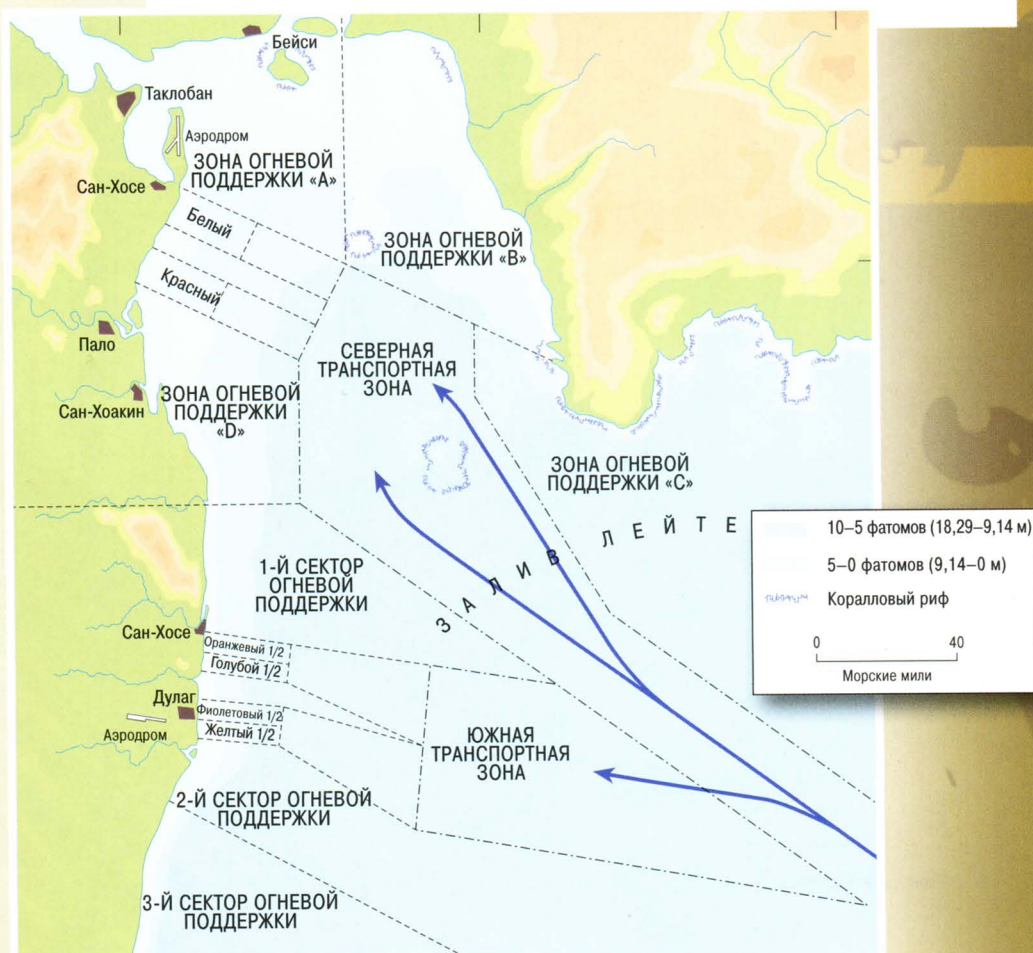 Бейси
Таклобан
Аэродром
ЗОНА ОГНЕВОЙ
ПОДДЕРЖКИ «А»
Сан-Хосе
Белый
ЗОНА ОГНЕВОЙ
ПОДДЕРЖКИ «В»
Красный
Пало
СЕВЕРНАЯ
ТРАНСПОРТНАЯ
ЗОНА
Сан-Хоакин
ЗОНА ОГНЕВОЙ
ПОДДЕРЖКИ
«D»
ЗОНА ОГНЕВОЙ
ПОДДЕРЖКИ «С»
ЗАЛИВ ЛЕЙТЕ
10–5 фатомов (18,29–9,14 м)
5–0 фатомов (9,14–0 м)
Коралловый риф
0 40
Морские мили
1-Й СЕКТОР
ОГНЕВОЙ
ПОДДЕРЖКИ
Сан-Хосе
Оранжевый 1/2
Голубой 1/2
Дулаг
Фиолетовый 1/2
Аэродром
Желтый 1/2
ЮЖНАЯ
ТРАНСПОРТНАЯ
ЗОНА
2-Й СЕКТОР ОГНЕВОЙ
ПОДДЕРЖКИ
3-Й СЕКТОР ОГНЕВОЙ
ПОДДЕРЖКИ